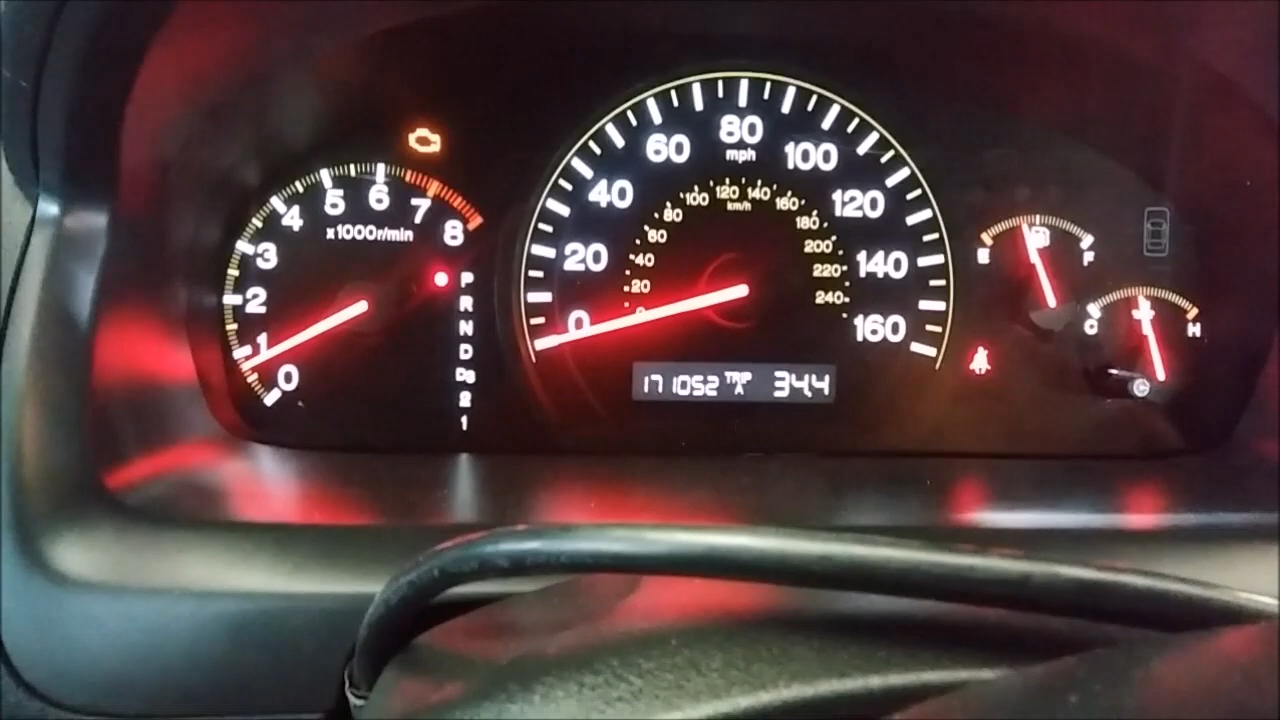 0 1 2 3 4 5 6 7 8
x1000r/min
P
R
N
D
D3
2
1
0 20 40 60 80 100 120 140 160
mph
20 40 60 80 100 120 140 160 180 200 220 240
km/h
171052 TRIP A 34.4
E F
C H